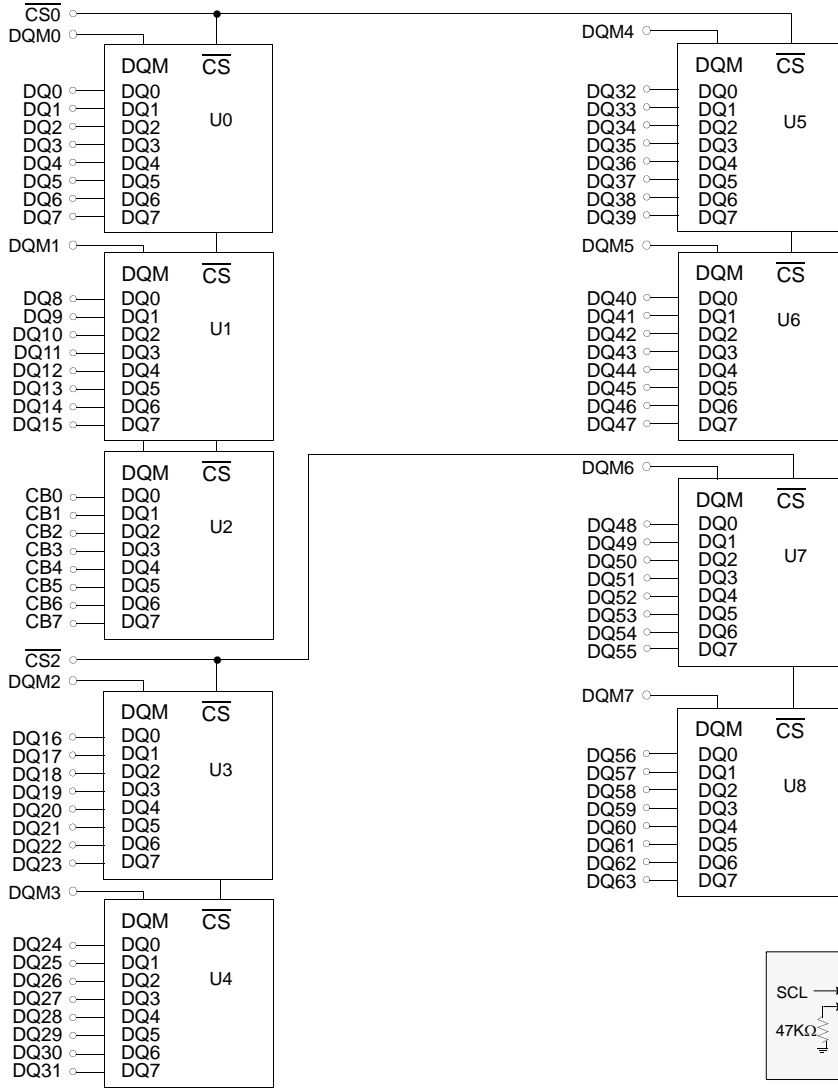 CS0
DQM0
DQM CS
DQ0 DQ0
DQ1 DQ1
DQ2 DQ2
DQ3 DQ3
DQ4 DQ4
DQ5 DQ5
DQ6 DQ6
DQ7 DQ7
U0
DQM1
DQM CS
DQ8 DQ0
DQ9 DQ1
DQ10 DQ2
DQ11 DQ3
DQ12 DQ4
DQ13 DQ5
DQ14 DQ6
DQ15 DQ7
U1
DQM CS
CB0 DQ0
CB1 DQ1
CB2 DQ2
CB3 DQ3
CB4 DQ4
CB5 DQ5
CB6 DQ6
CB7 DQ7
U2
CS2
DQM2
DQM CS
DQ16 DQ0
DQ17 DQ1
DQ18 DQ2
DQ19 DQ3
DQ20 DQ4
DQ21 DQ5
DQ22 DQ6
DQ23 DQ7
U3
DQM3
DQM CS
DQ24 DQ0
DQ25 DQ1
DQ26 DQ2
DQ27 DQ3
DQ28 DQ4
DQ29 DQ5
DQ30 DQ6
DQ31 DQ7
U4
DQM4
DQM CS
DQ32 DQ0
DQ33 DQ1
DQ34 DQ2
DQ35 DQ3
DQ36 DQ4
DQ37 DQ5
DQ38 DQ6
DQ39 DQ7
U5
DQM5
DQM CS
DQ40 DQ0
DQ41 DQ1
DQ42 DQ2
DQ43 DQ3
DQ44 DQ4
DQ45 DQ5
DQ46 DQ6
DQ47 DQ7
U6
DQM6
DQM CS
DQ48 DQ0
DQ49 DQ1
DQ50 DQ2
DQ51 DQ3
DQ52 DQ4
DQ53 DQ5
DQ54 DQ6
DQ55 DQ7
U7
DQM7
DQM CS
DQ56 DQ0
DQ57 DQ1
DQ58 DQ2
DQ59 DQ3
DQ60 DQ4
DQ61 DQ5
DQ62 DQ6
DQ63 DQ7
U8
SCL
47KΩ